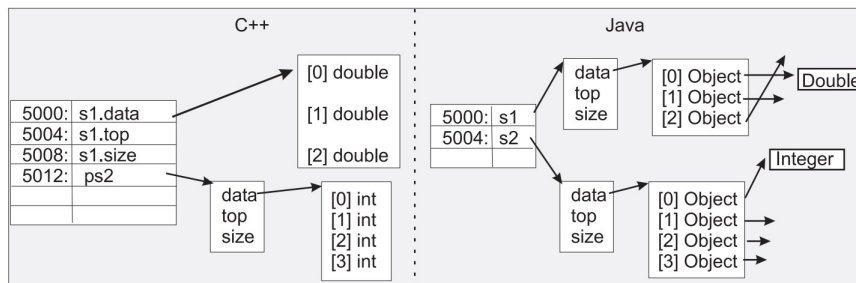 C++
[0] double
[1] double
[2] double
5000: s1.data
5004: s1.top
5008: s1.size
5012: ps2
data
top
size
[0] int
[1] int
[2] int
[3] int
Java
5000: s1
5004: s2
data
top
size
[0] Object
[1] Object
[2] Object
Double
data
top
size
[0] Object
[1] Object
[2] Object
[3] Object
Integer